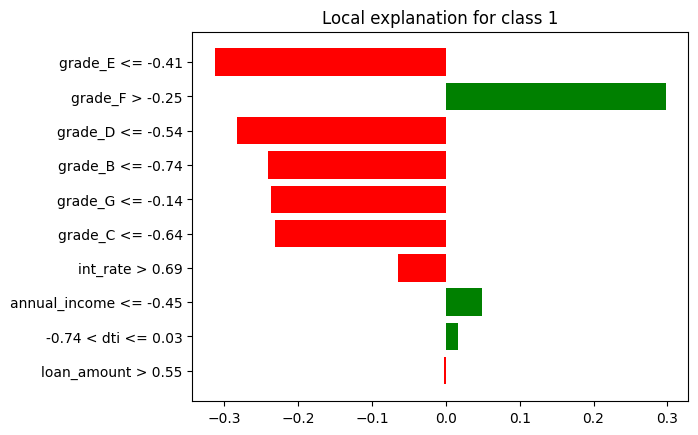 Local explanation for class 1
grade_E <= -0.41
grade_F > -0.25
grade_D <= -0.54
grade_B <= -0.74
grade_G <= -0.14
grade_C <= -0.64
int_rate > 0.69
annual_income <= -0.45
-0.74 < dti <= 0.03
loan_amount > 0.55
−0.3 −0.2 −0.1 0.0 0.1 0.2 0.3